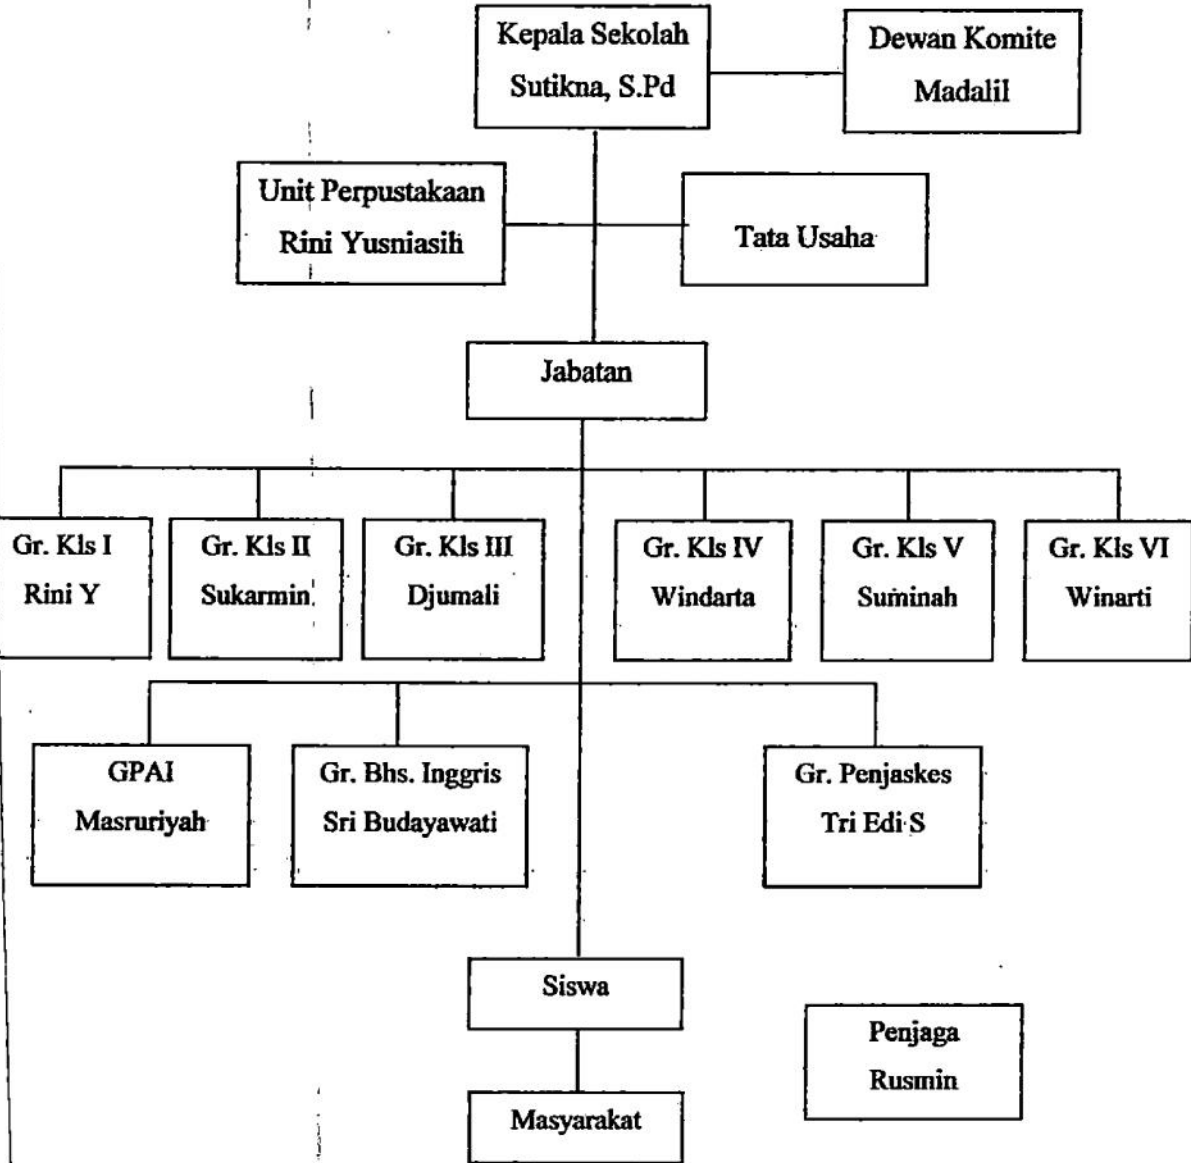 Kepala Sekolah
Sutikna, S.Pd
Dewan Komite
Madalil
Unit Perpustakaan
Rini Yusniasih
Tata Usaha
Jabatan
Gr. Kls I
Rini Y
Gr. Kls II
Sukarmin
Gr. Kls III
Djumali
Gr. Kls IV
Windarta
Gr. Kls V
Suminah
Gr. Kls VI
Winarti
GPAI
Masruriyah
Gr. Bhs. Inggris
Sri Budayawati
Gr. Penjaskes
Tri Edi S
Siswa
Penjaga
Rusmin
Masyarakat